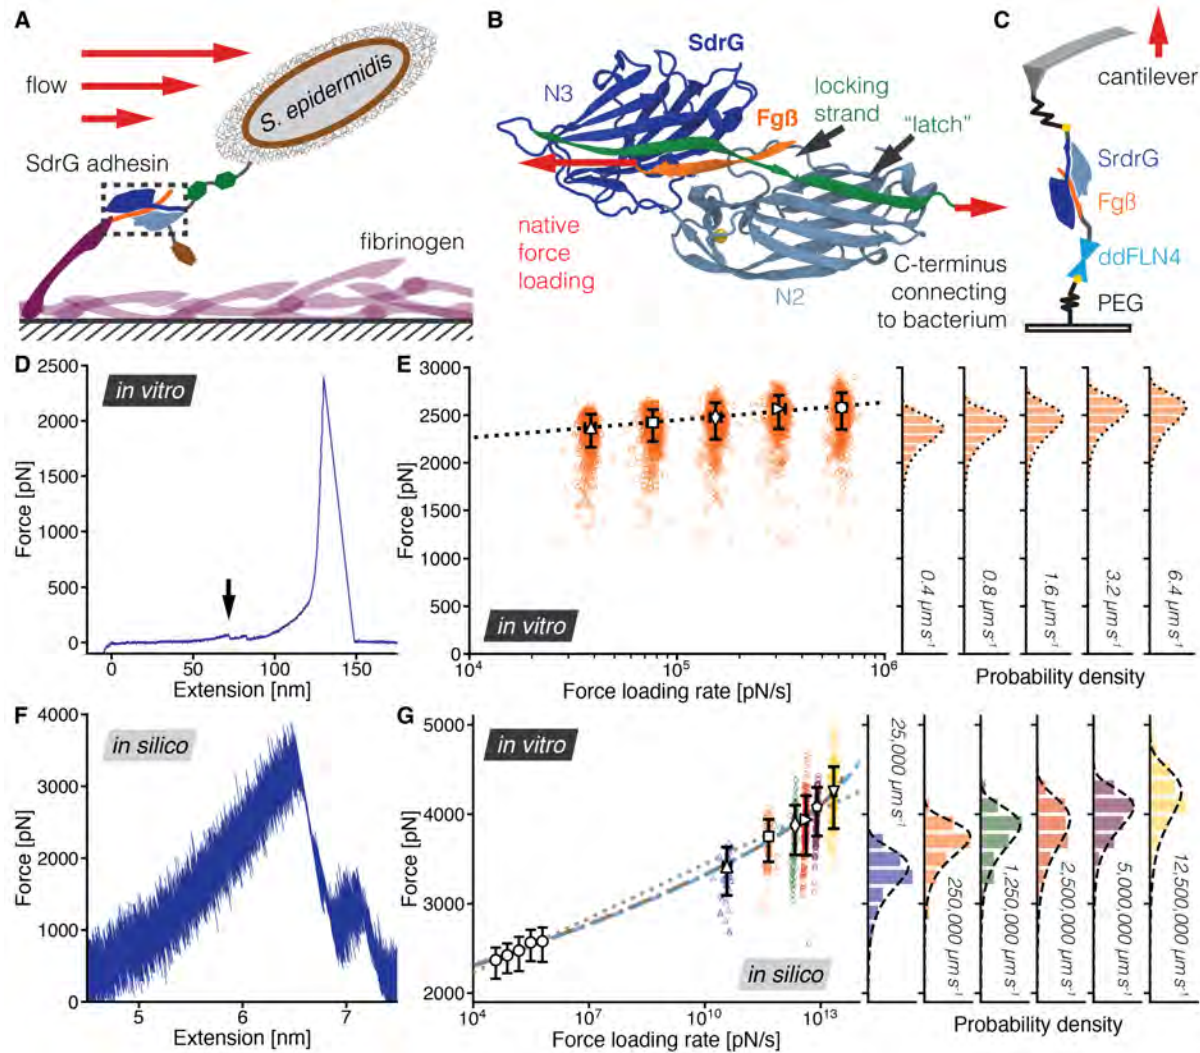 A
flow
S. epidermidis
SdrG adhesin
fibrinogen
B
SdrG
N3
Fgß
locking
strand
"latch"
native
force
loading
N2
C-terminus
connecting
to bacterium
C
cantilever
SrdrG
Fgß
ddFLN4
PEG
D
in vitro
2500
2000
1500
1000
500
0
Force [pN]
0
50
100
150
Extension [nm]
E
3000
2500
2000
1500
1000
500
0
Force [pN]
in vitro
10⁴
10⁵
10⁶
Force loading rate [pN/s]
0.4 µm s⁻¹
0.8 µm s⁻¹
1.6 µm s⁻¹
3.2 µm s⁻¹
6.4 µm s⁻¹
Probability density
F
in silico
4000
3000
2000
1000
0
Force [pN]
5
6
7
Extension [nm]
G
in vitro
5000
4000
3000
2000
Force [pN]
in silico
10⁴
10⁷
10¹⁰
10¹³
Force loading rate [pN/s]
25,000 µm s⁻¹
250,000 µm s⁻¹
1,250,000 µm s⁻¹
2,500,000 µm s⁻¹
5,000,000 µm s⁻¹
12,500,000 µm s⁻¹
Probability density